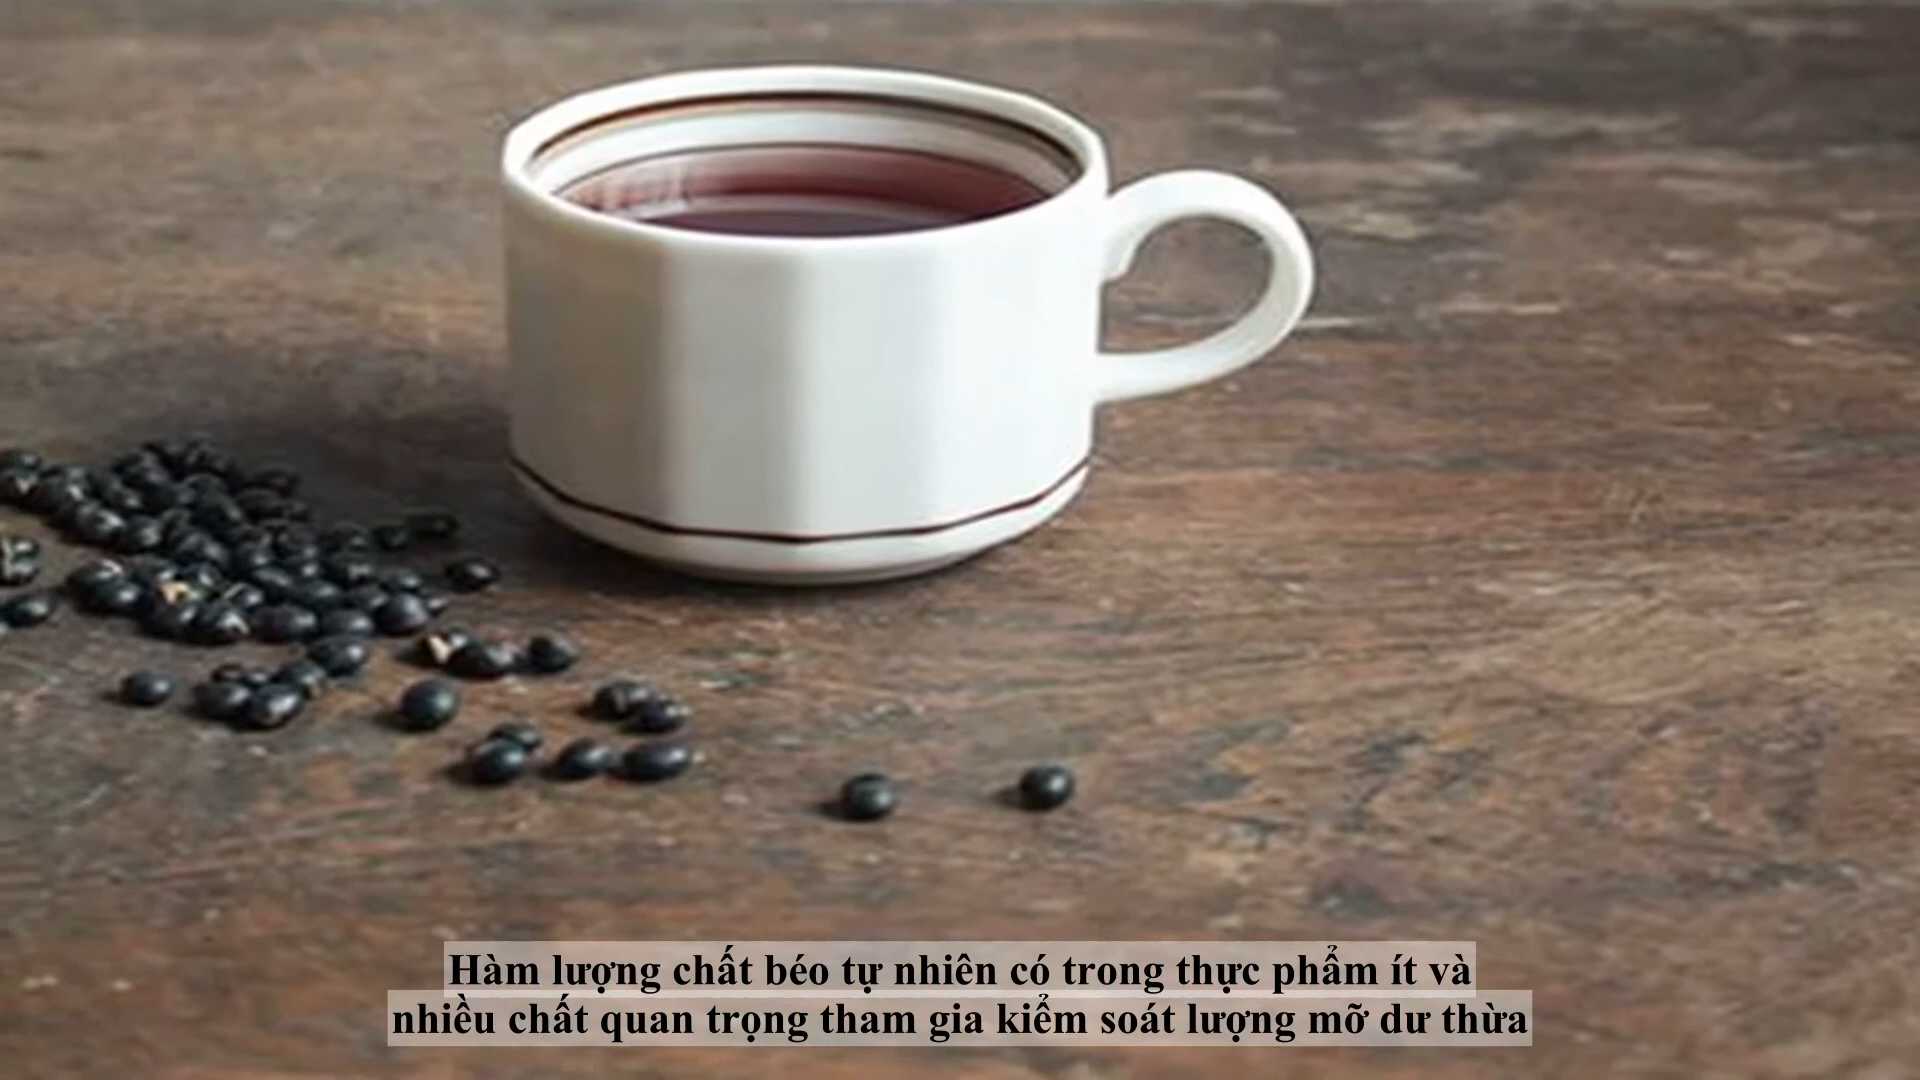 Hàm lượng chất béo tự nhiên có trong thực phẩm ít và
nhiều chất quan trọng tham gia kiểm soát lượng mỡ dư thừa